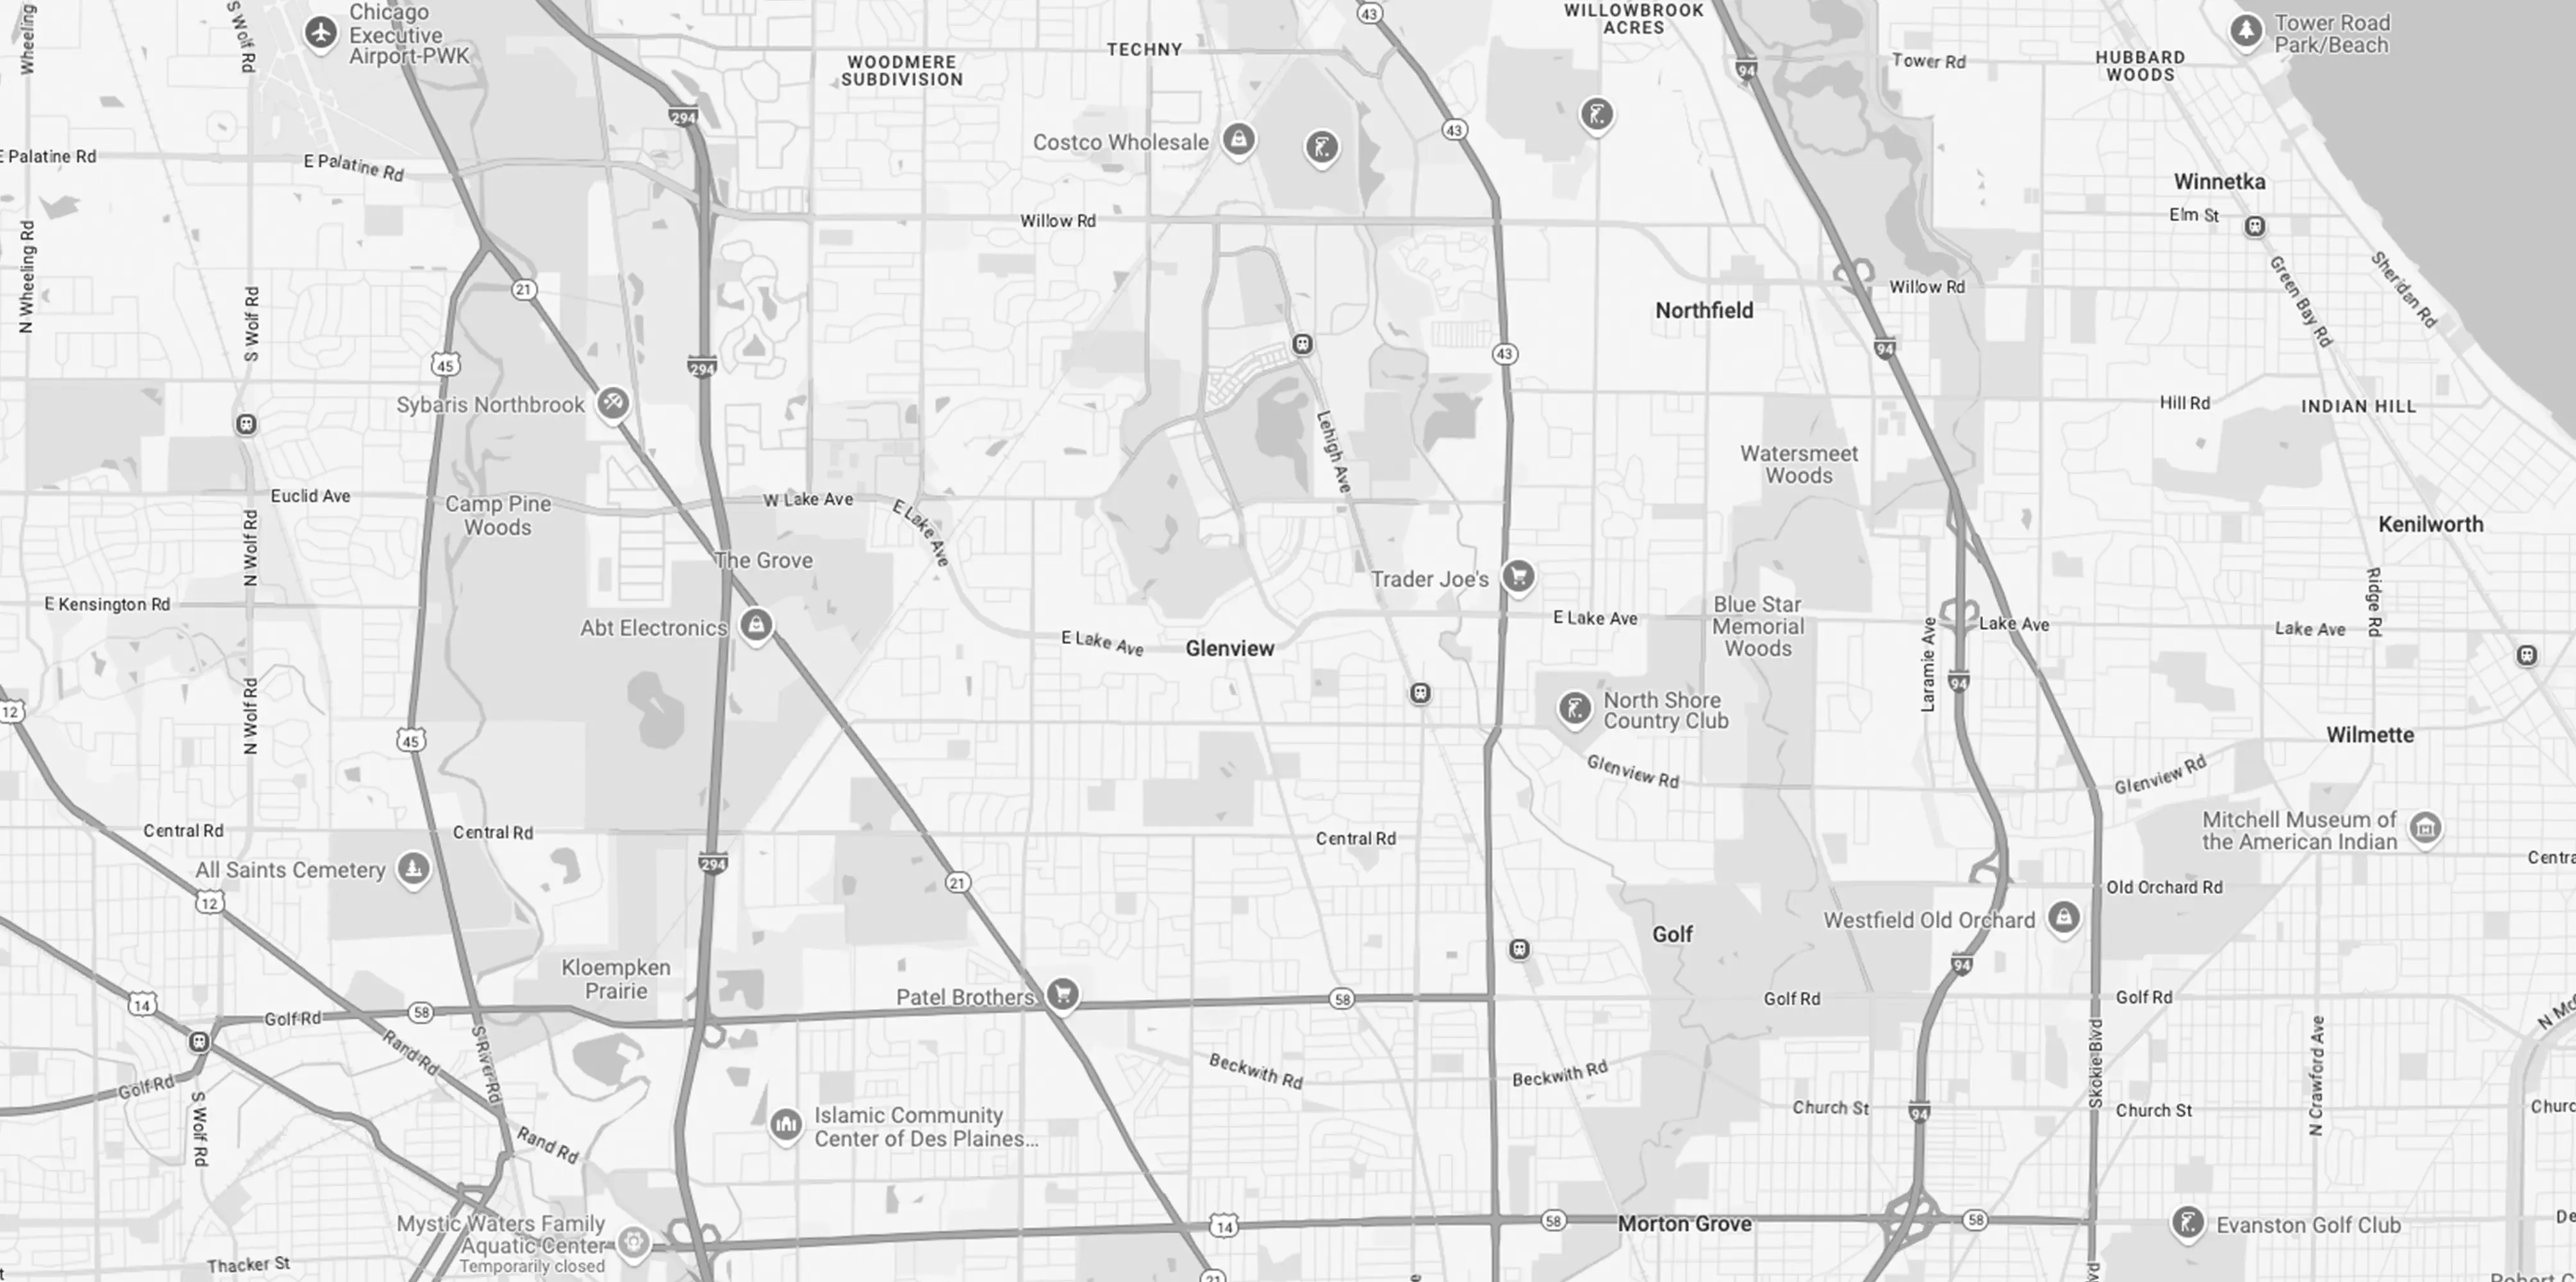 Wheeling
S Wolf Rd
Chicago
Executive
Airport-PWK
43
WILLOWBROOK
ACRES
Tower Road
Park/Beach
TECHNY
WOODMERE
SUBDIVISION
94
Tower Rd
HUBBARD
WOODS
294
Costco Wholesale
43
E Palatine Rd
E Palatine Rd
Winnetka
Elm St
Willow Rd
N Wheeling Rd
S Wolf Rd
21
Willow Rd
Green Bay Rd
Sheridan Rd
Northfield
45
294
43
94
Sybaris Northbrook
Hill Rd
INDIAN HILL
Lehigh Ave
Watersmeet
Woods
Euclid Ave
Camp Pine
Woods
W Lake Ave
E Lake Ave
N Wolf Rd
Kenilworth
The Grove
Trader Joe's
E Kensington Rd
Abt Electronics
E Lake Ave
Glenview
E Lake Ave
Blue Star
Memorial
Woods
Laramie Ave
Lake Ave
Lake Ave
Ridge Rd
94
12
N Wolf Rd
45
North Shore
Country Club
Wilmette
Glenview Rd
Glenview Rd
Central Rd
Central Rd
Central Rd
Mitchell Museum of
the American Indian
Centra
All Saints Cemetery
294
21
12
Old Orchard Rd
Westfield Old Orchard
Golf
94
Kloempken
Prairie
Patel Brothers
14
Golf Rd
58
58
Golf Rd
Golf Rd
Rand Rd
S River Rd
Golf Rd
S Wolf Rd
Beckwith Rd
Beckwith Rd
Skokie Blvd
N Crawford Ave
Islamic Community
Center of Des Plaines...
Church St
94
Church St
Churc
Rand Rd
Mystic Waters Family
Aquatic Center
Temporarily closed
14
58
Morton Grove
58
Evanston Golf Club
De
Thacker St
21